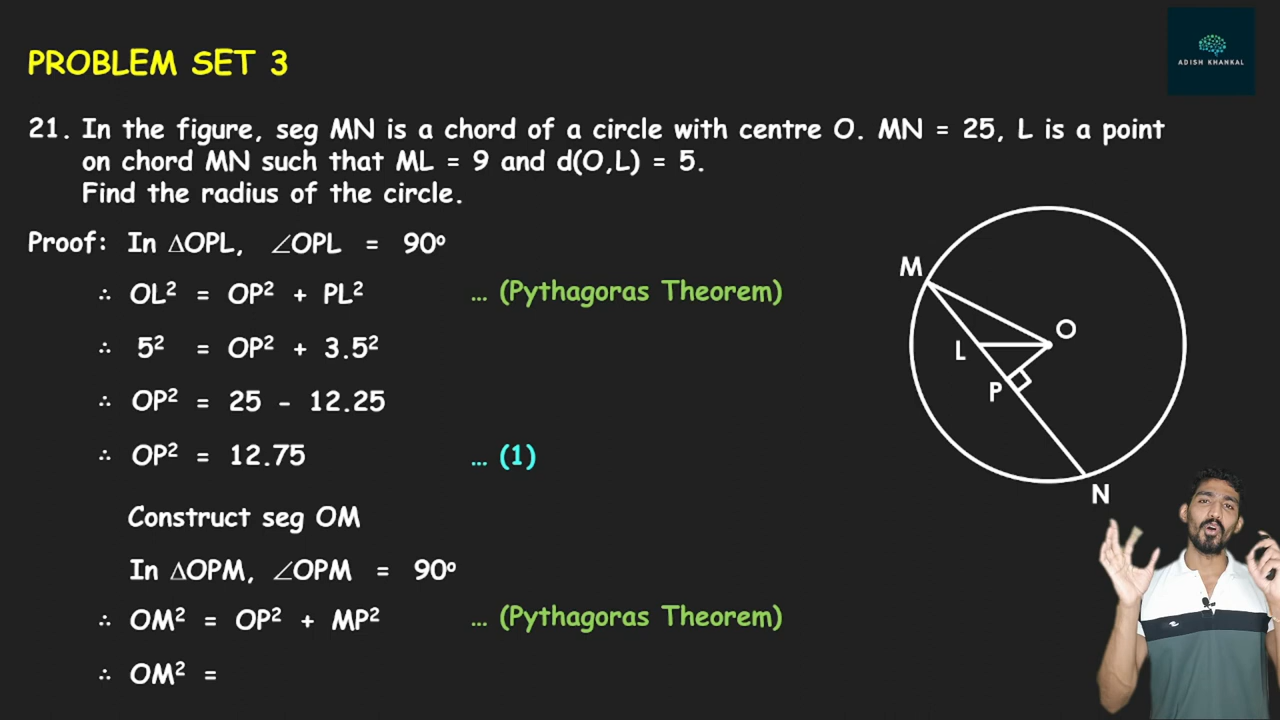 PROBLEM SET 3
ADISH KHANKAL
21. In the figure, seg MN is a chord of a circle with centre O. MN = 25, L is a point
on chord MN such that ML = 9 and d(O,L) = 5.
Find the radius of the circle.
Proof: In ∆OPL, ∠OPL = 90º
∴ OL² = OP² + PL² … (Pythagoras Theorem)
∴ 5² = OP² + 3.5²
∴ OP² = 25 - 12.25
∴ OP² = 12.75 … (1)
Construct seg OM
In ∆OPM, ∠OPM = 90º
∴ OM² = OP² + MP² … (Pythagoras Theorem)
∴ OM² =
M
O
L
P
N